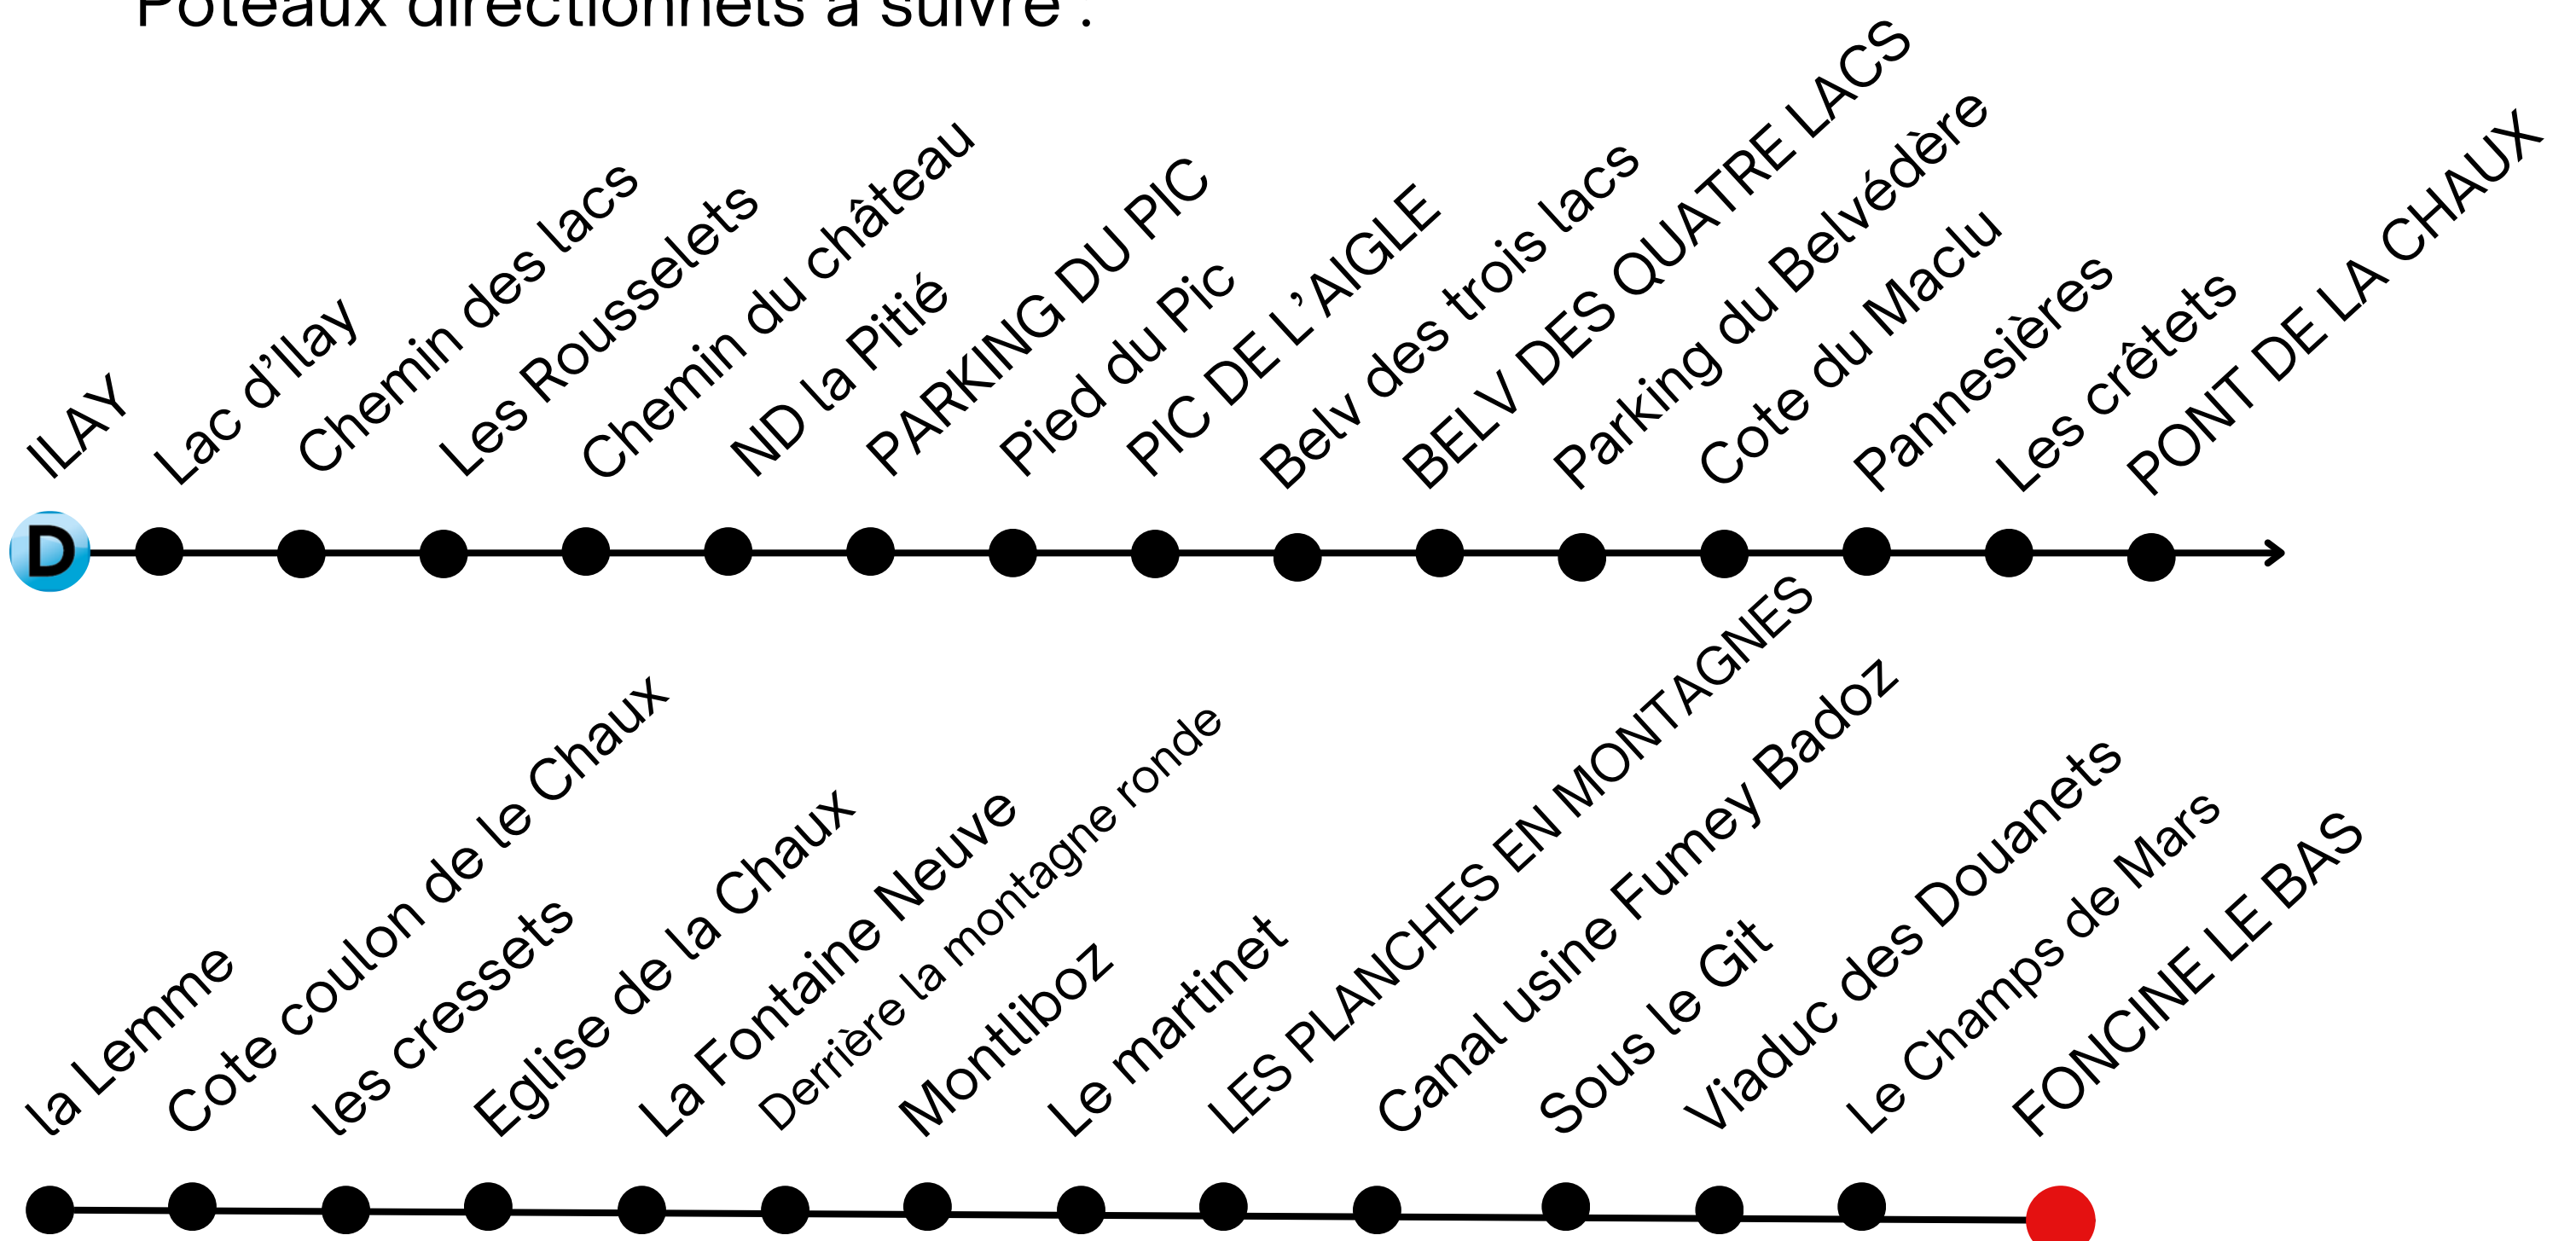 Poteaux directionnels à suivre :
ILAY
Lac d’Ilay
Chemin des lacs
Les Rousselets
Chemin du château
ND la Pitié
PARKING DU PIC
Pied du Pic
PIC DE L’AIGLE
Belv des trois lacs
BELV DES QUATRE LACS
Parking du Belvédère
Cote du Maclu
Pannesières
Les crêtets
PONT DE LA CHAUX
D
la Lemme
Cote coulon de le Chaux
les cressets
Eglise de la Chaux
La Fontaine Neuve
Derrière la montagne ronde
Montliboz
Le martinet
LES PLANCHES EN MONTAGNES
Canal usine Fumey Badoz
Sous le Git
Viaduc des Douanets
Le Champs de Mars
FONCINE LE BAS